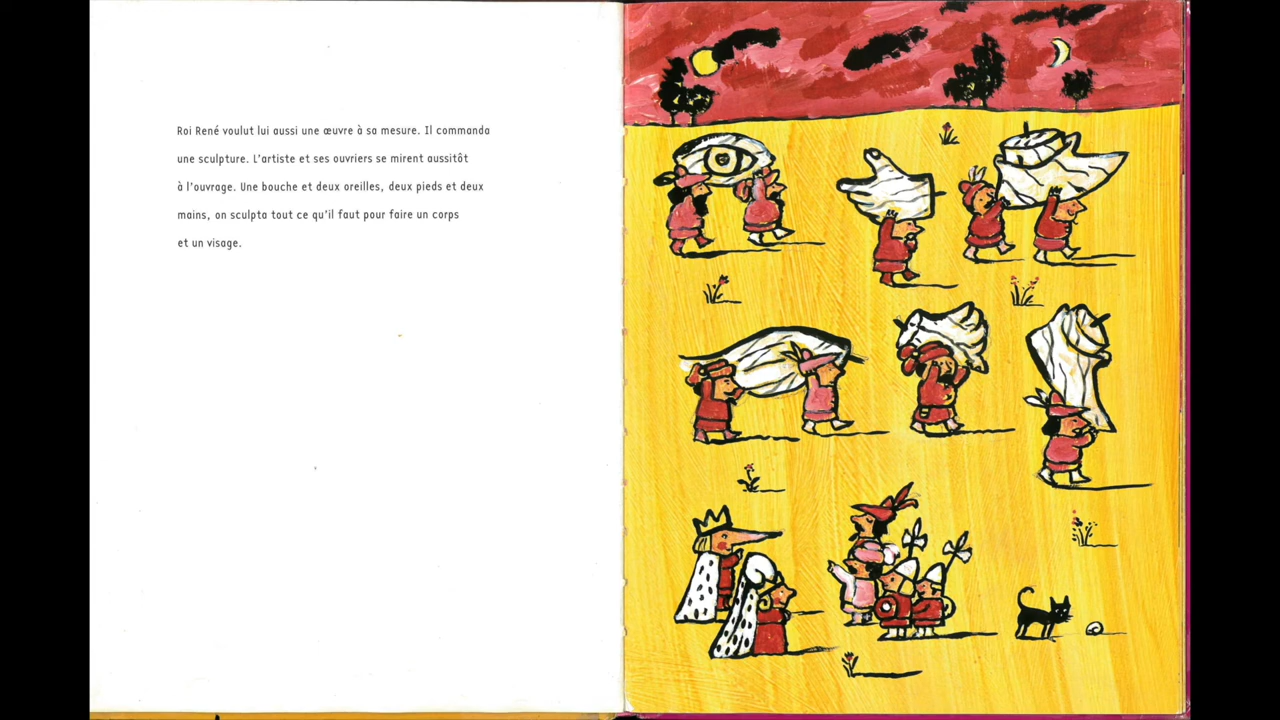 Roi René voulut lui aussi une œuvre à sa mesure. Il commanda
une sculpture. L'artiste et ses ouvriers se mirent aussitôt
à l'ouvrage. Une bouche et deux oreilles, deux pieds et deux
mains, on sculpta tout ce qu'il faut pour faire un corps
et un visage.